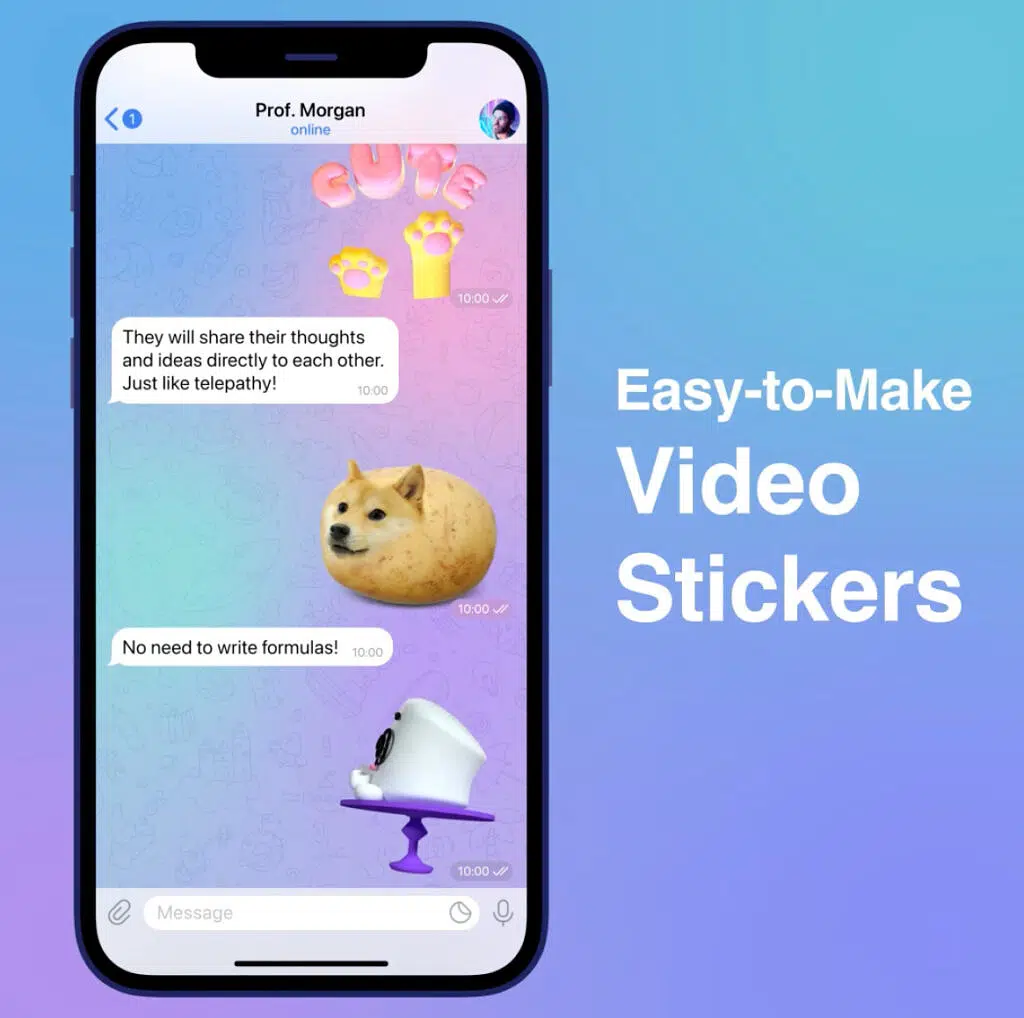 Prof. Morgan
1
online
CUTE
10:00
They will share their thoughts
and ideas directly to each other.
Just like telepathy!
10:00
10:00
No need to write formulas!
10:00
10:00
Message
Easy-to-Make
Video
Stickers